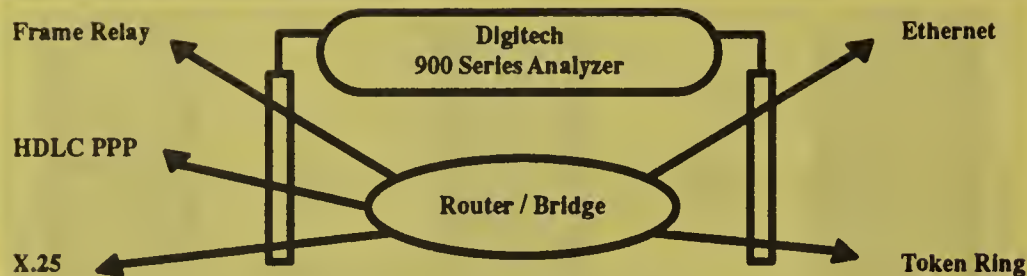 Frame Relay
Digitech
900 Series Analyzer
Ethernet
HDLC PPP
Router / Bridge
X.25
Token Ring